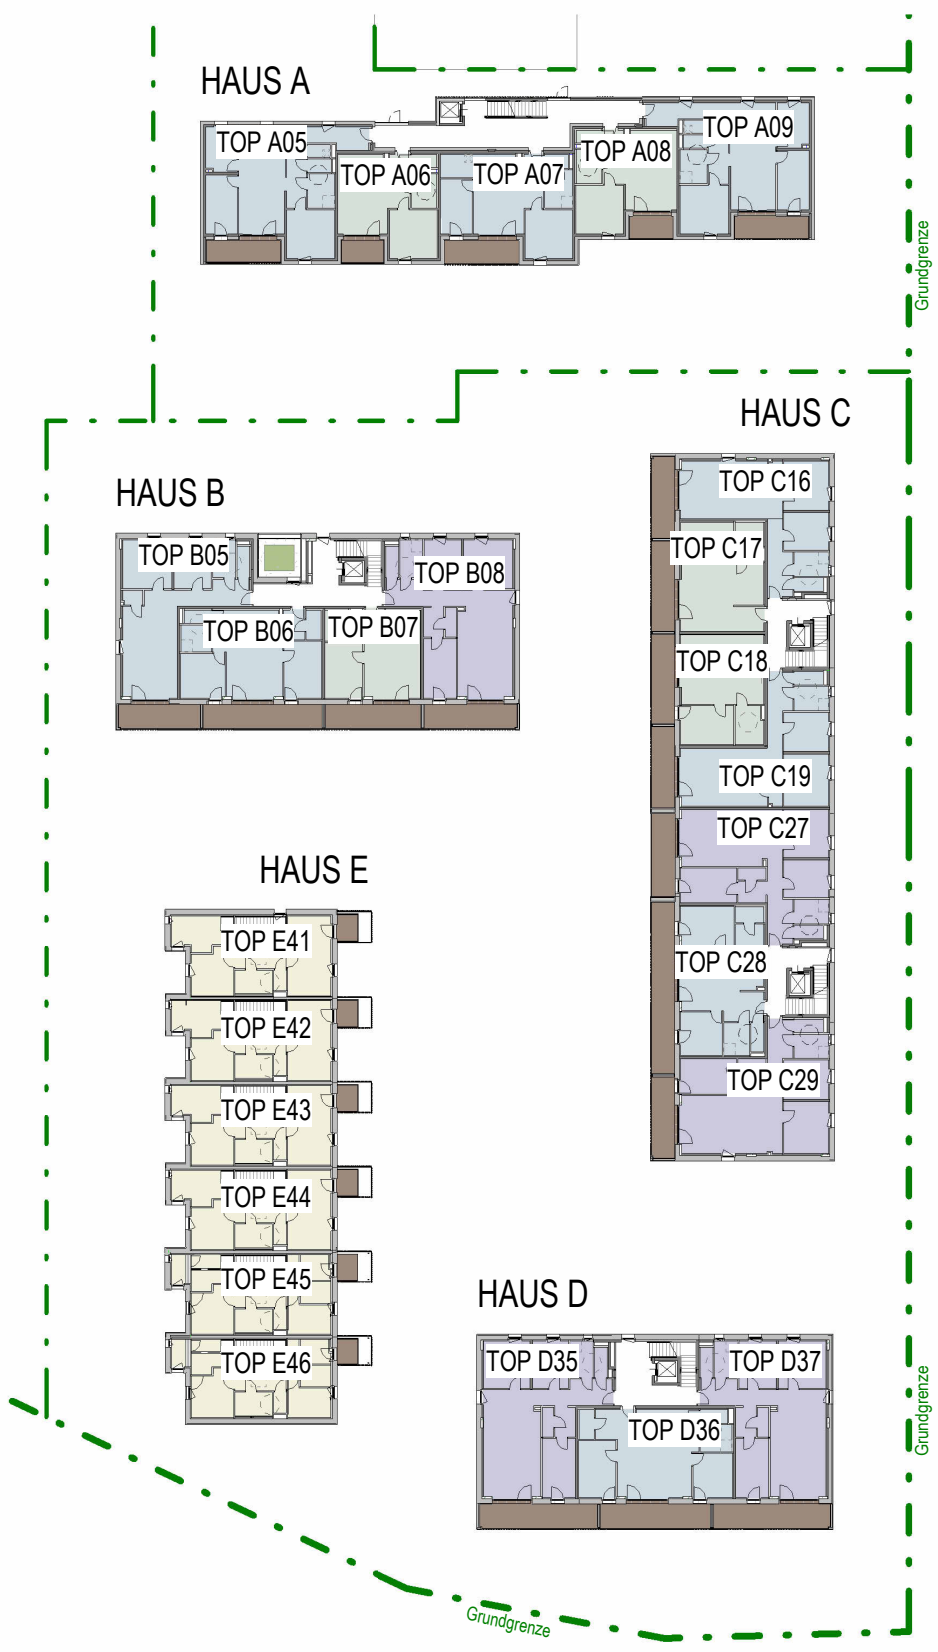 HAUS A
TOP A05
TOP A06
TOP A07
TOP A08
TOP A09
Grundgrenze
HAUS C
TOP C16
TOP C17
TOP C18
TOP C19
TOP C27
TOP C28
TOP C29
HAUS B
TOP B05
TOP B06
TOP B07
TOP B08
HAUS E
TOP E41
TOP E42
TOP E43
TOP E44
TOP E45
TOP E46
HAUS D
TOP D35
TOP D36
TOP D37
Grundgrenze
Grundgrenze